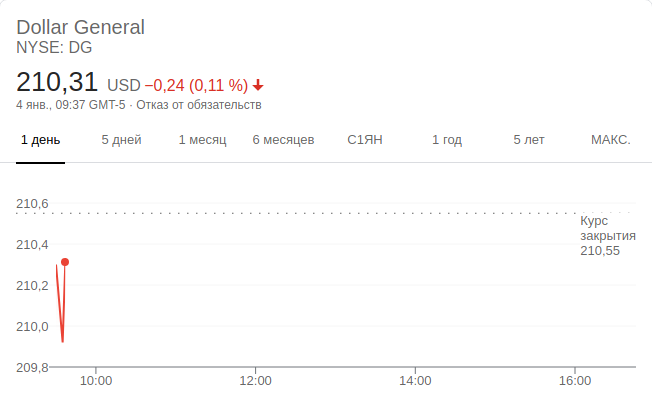 Dollar General
NYSE: DG
210,31 USD −0,24 (0,11 %)
4 янв., 09:37 GMT-5 · Отказ от обязательств
1 день 5 дней 1 месяц 6 месяцев С1ЯН 1 год 5 лет МАКС.
210,6
Курс
закрытия
210,55
210,4
210,2
210,0
209,8
10:00 12:00 14:00 16:00